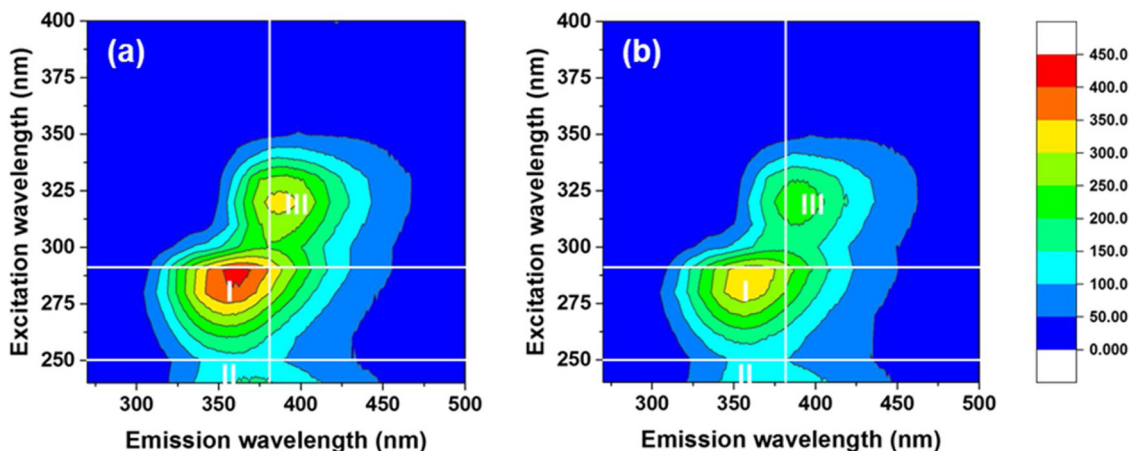 (a)
400
375
350
325
300
275
250
Excitation wavelength (nm)
III
I
II
300 350 400 450 500
Emission wavelength (nm)
(b)
400
375
350
325
300
275
250
Excitation wavelength (nm)
III
I
II
300 350 400 450 500
Emission wavelength (nm)
450.0
400.0
350.0
300.0
250.0
200.0
150.0
100.0
50.00
0.000